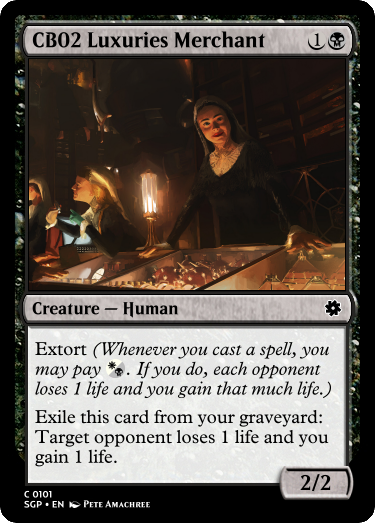 CB02 Luxuries Merchant 1
Creature — Human
Extort (Whenever you cast a spell, you
may pay . If you do, each opponent
loses 1 life and you gain that much life.)
Exile this card from your graveyard:
Target opponent loses 1 life and you
gain 1 life.
2/2
C 0101
SGP • EN Pete Amachree